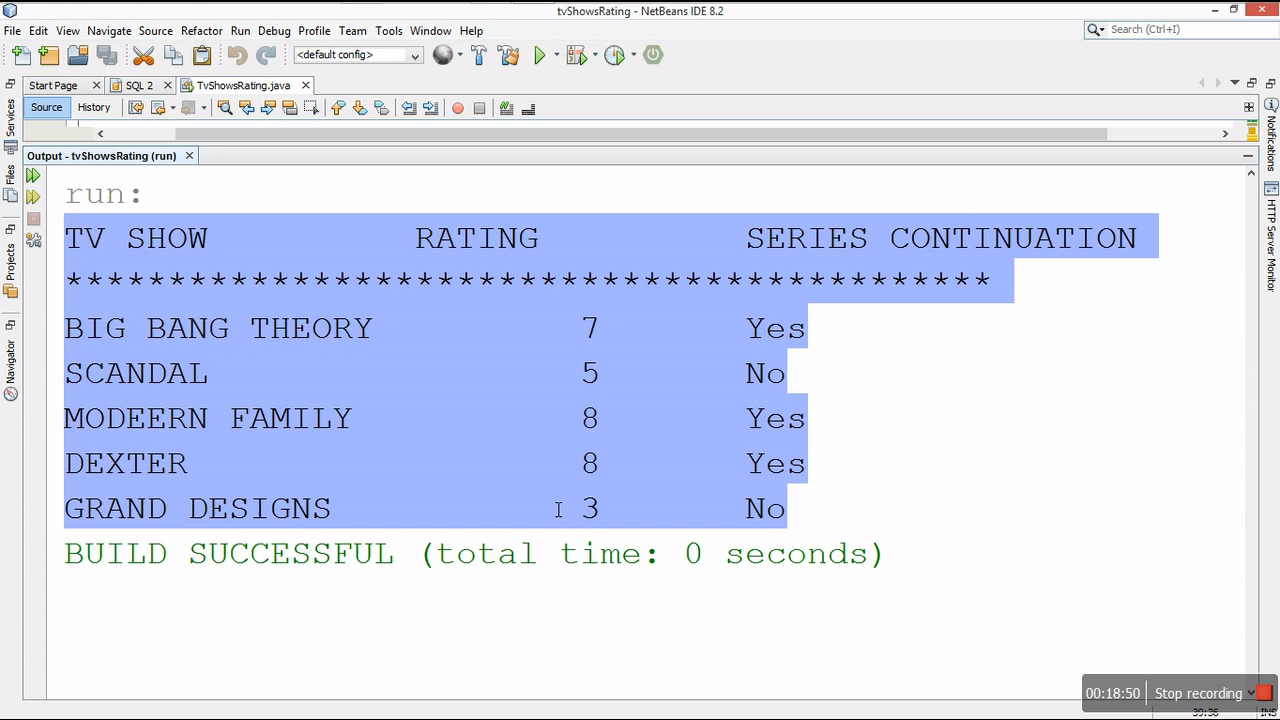 tvShowsRating - NetBeans IDE 8.2
File Edit View Navigate Source Refactor Run Debug Profile Team Tools Window Help
Search (Ctrl+I)
<default config>
Start Page SQL 2 TvShowsRating.java
Source History
Output - tvShowsRating (run)
run:
TV SHOW RATING SERIES CONTINUATION
*********************************************
BIG BANG THEORY 7 Yes
SCANDAL 5 No
MODEERN FAMILY 8 Yes
DEXTER 8 Yes
GRAND DESIGNS 3 No
BUILD SUCCESSFUL (total time: 0 seconds)
Services
Files
Projects
Navigator
Notifications
HTTP Server Monitor
00:18:50 Stop recording
39:36 INS